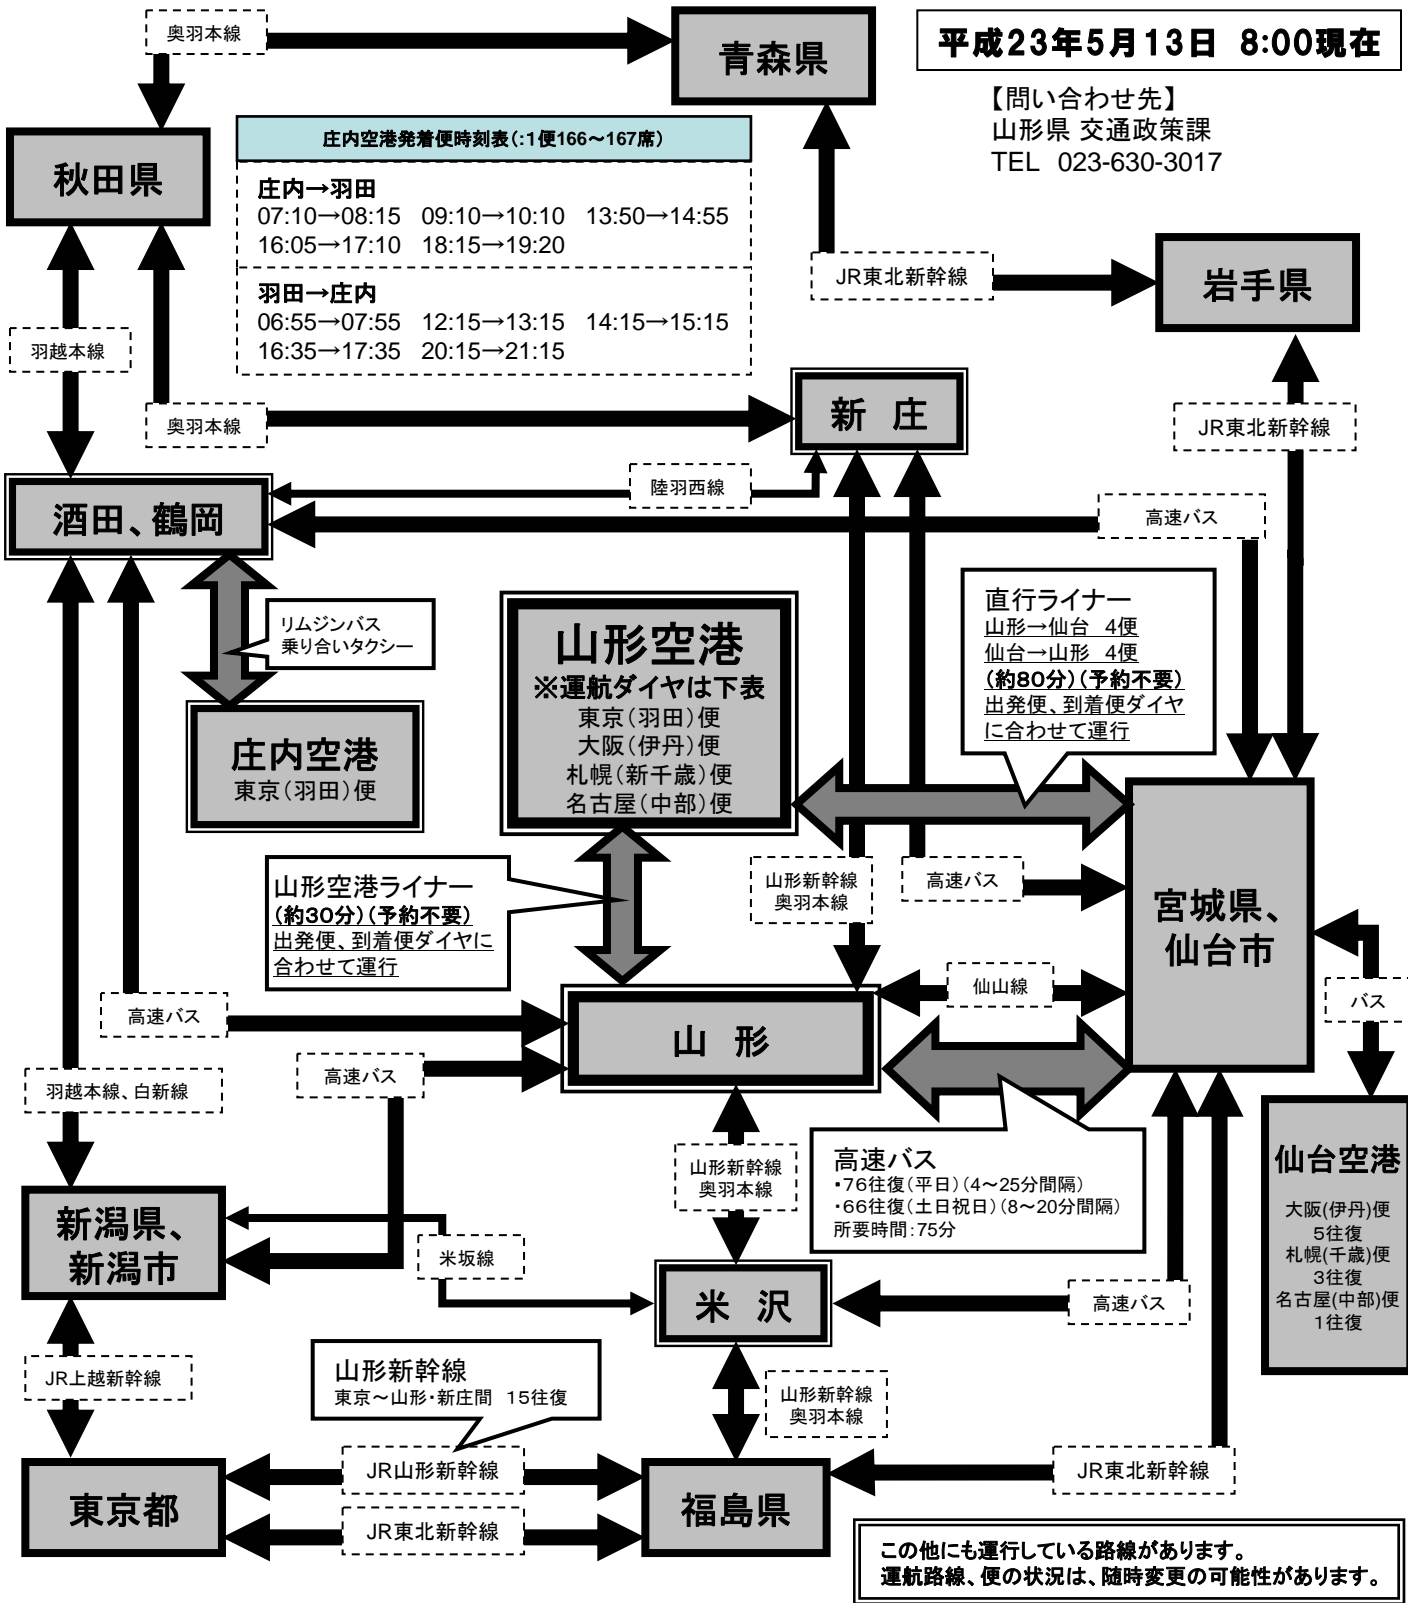 奥羽本線
青森県
平成23年5月13日 8:00現在
【問い合わせ先】
山形県 交通政策課
TEL 023-630-3017
秋田県
庄内空港発着便時刻表(:1便166～167席)
庄内→羽田
07:10→08:15 09:10→10:10 13:50→14:55
16:05→17:10 18:15→19:20
羽田→庄内
06:55→07:55 12:15→13:15 14:15→15:15
16:35→17:35 20:15→21:15
JR東北新幹線
岩手県
羽越本線
奥羽本線
新 庄
JR東北新幹線
陸羽西線
酒田、鶴岡
高速バス
リムジンバス
乗り合いタクシー
山形空港
※運航ダイヤは下表
東京(羽田)便
大阪(伊丹)便
札幌(新千歳)便
名古屋(中部)便
直行ライナー
山形→仙台 4便
仙台→山形 4便
(約80分)(予約不要)
出発便、到着便ダイヤ
に合わせて運行
庄内空港
東京(羽田)便
山形空港ライナー
(約30分)(予約不要)
出発便、到着便ダイヤに
合わせて運行
山形新幹線
奥羽本線
高速バス
宮城県、
仙台市
仙山線
バス
高速バス
山 形
高速バス
羽越本線、白新線
山形新幹線
奥羽本線
高速バス
・76往復(平日)(4～25分間隔)
・66往復(土日祝日)(8～20分間隔)
所要時間:75分
仙台空港
大阪(伊丹)便
5往復
札幌(千歳)便
3往復
名古屋(中部)便
1往復
新潟県、
新潟市
米坂線
米 沢
高速バス
JR上越新幹線
山形新幹線
東京～山形・新庄間 15往復
山形新幹線
奥羽本線
東京都
JR山形新幹線
JR東北新幹線
福島県
JR東北新幹線
この他にも運行している路線があります。
運航路線、便の状況は、随時変更の可能性があります。